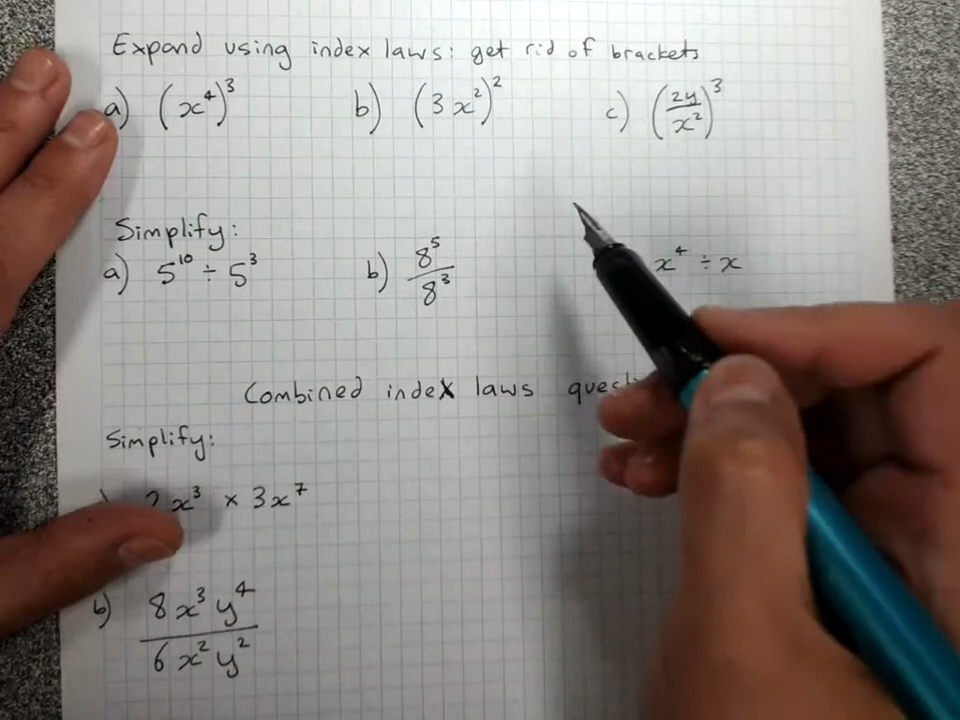 Expand using index laws: get rid of brackets
a) (x⁴)³ b) (3x²)² c) (2y/x²)³
Simplify:
a) 5¹⁰ ÷ 5³ b) 8⁵/8³ x⁴ ÷ x
Combined index laws
Simplify:
x³ × 3x⁷
b) 8x³y⁴/6x²y²